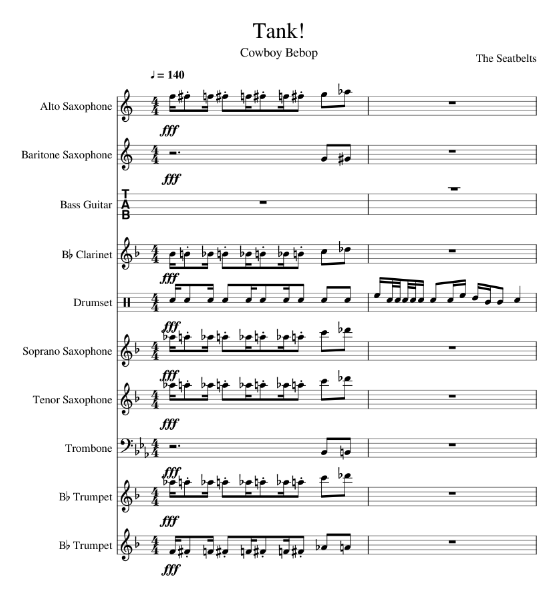 Tank!
Cowboy Bebop
The Seatbelts
♩ = 140
Alto Saxophone
fff
Baritone Saxophone
fff
Bass Guitar
TAB
B♭ Clarinet
fff
Drumset
fff
Soprano Saxophone
fff
Tenor Saxophone
fff
Trombone
fff
B♭ Trumpet
fff
B♭ Trumpet
fff